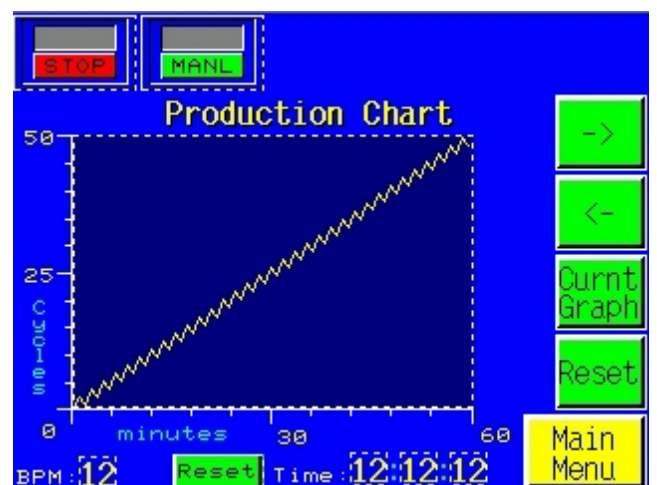 STOP MANL
Production Chart
->
50
<-
25
Curnt
Graph
Cycles
Reset
0 minutes 30 60
Main
Menu
BPM:12 Reset Time:12:12:12